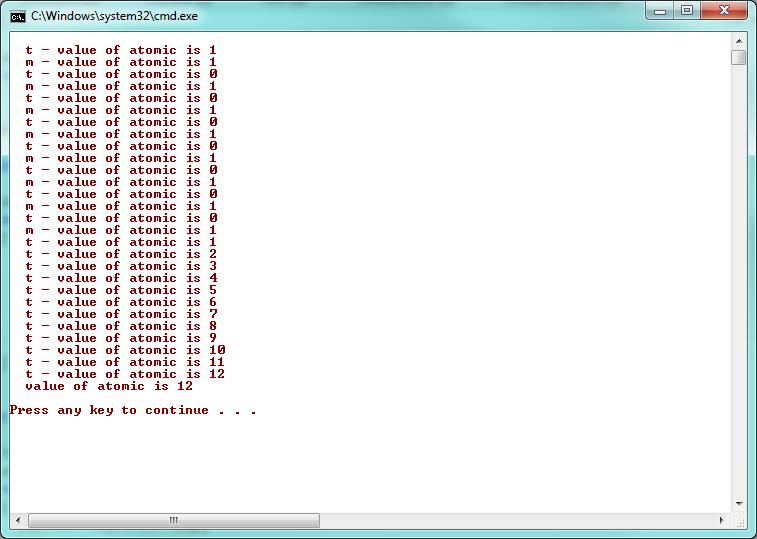 C:\Windows\system32\cmd.exe
t - value of atomic is 1
m - value of atomic is 1
t - value of atomic is 0
m - value of atomic is 1
t - value of atomic is 0
m - value of atomic is 1
t - value of atomic is 0
m - value of atomic is 1
t - value of atomic is 0
m - value of atomic is 1
t - value of atomic is 0
m - value of atomic is 1
t - value of atomic is 0
m - value of atomic is 1
t - value of atomic is 0
m - value of atomic is 1
t - value of atomic is 1
t - value of atomic is 2
t - value of atomic is 3
t - value of atomic is 4
t - value of atomic is 5
t - value of atomic is 6
t - value of atomic is 7
t - value of atomic is 8
t - value of atomic is 9
t - value of atomic is 10
t - value of atomic is 11
t - value of atomic is 12
value of atomic is 12
Press any key to continue . . .